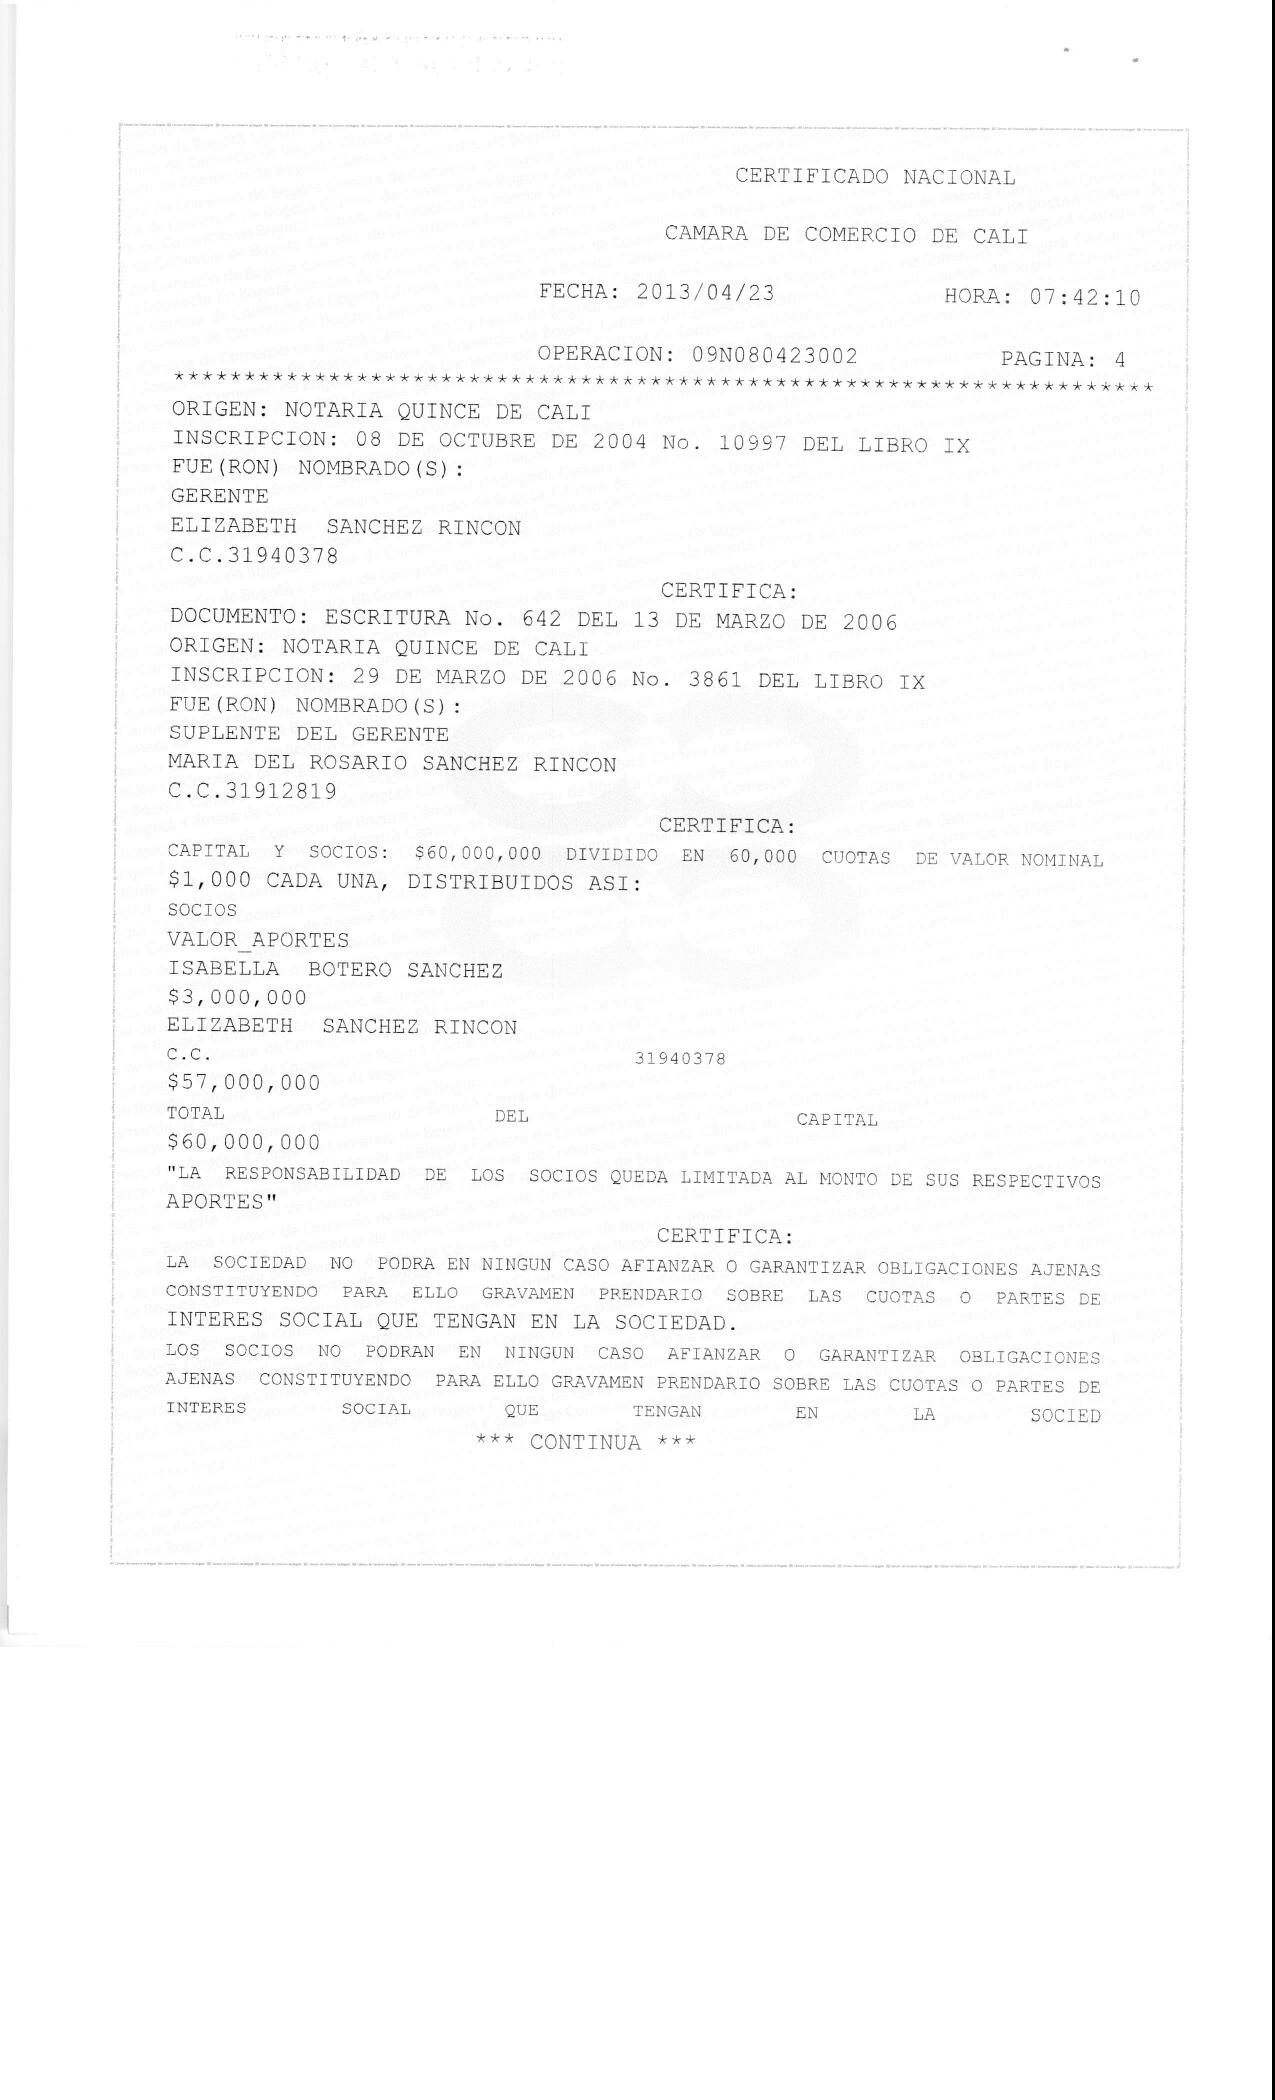 CERTIFICADO NACIONAL
CAMARA DE COMERCIO DE CALI
FECHA: 2013/04/23 HORA: 07:42:10
OPERACION: 09N080423002 PAGINA: 4
**********************************************************************
ORIGEN: NOTARIA QUINCE DE CALI
INSCRIPCION: 08 DE OCTUBRE DE 2004 No. 10997 DEL LIBRO IX
FUE(RON) NOMBRADO(S):
GERENTE
ELIZABETH SANCHEZ RINCON
C.C.31940378
CERTIFICA:
DOCUMENTO: ESCRITURA No. 642 DEL 13 DE MARZO DE 2006
ORIGEN: NOTARIA QUINCE DE CALI
INSCRIPCION: 29 DE MARZO DE 2006 No. 3861 DEL LIBRO IX
FUE(RON) NOMBRADO(S):
SUPLENTE DEL GERENTE
MARIA DEL ROSARIO SANCHEZ RINCON
C.C.31912819
CERTIFICA:
CAPITAL Y SOCIOS: $60,000,000 DIVIDIDO EN 60,000 CUOTAS DE VALOR NOMINAL
$1,000 CADA UNA, DISTRIBUIDOS ASI:
SOCIOS
VALOR_APORTES
ISABELLA BOTERO SANCHEZ
$3,000,000
ELIZABETH SANCHEZ RINCON
C.C. 31940378
$57,000,000
TOTAL DEL CAPITAL
$60,000,000
"LA RESPONSABILIDAD DE LOS SOCIOS QUEDA LIMITADA AL MONTO DE SUS RESPECTIVOS
APORTES"
CERTIFICA:
LA SOCIEDAD NO PODRA EN NINGUN CASO AFIANZAR O GARANTIZAR OBLIGACIONES AJENAS
CONSTITUYENDO PARA ELLO GRAVAMEN PRENDARIO SOBRE LAS CUOTAS O PARTES DE
INTERES SOCIAL QUE TENGAN EN LA SOCIEDAD.
LOS SOCIOS NO PODRAN EN NINGUN CASO AFIANZAR O GARANTIZAR OBLIGACIONES
AJENAS CONSTITUYENDO PARA ELLO GRAVAMEN PRENDARIO SOBRE LAS CUOTAS O PARTES DE
INTERES SOCIAL QUE TENGAN EN LA SOCIED
*** CONTINUA ***